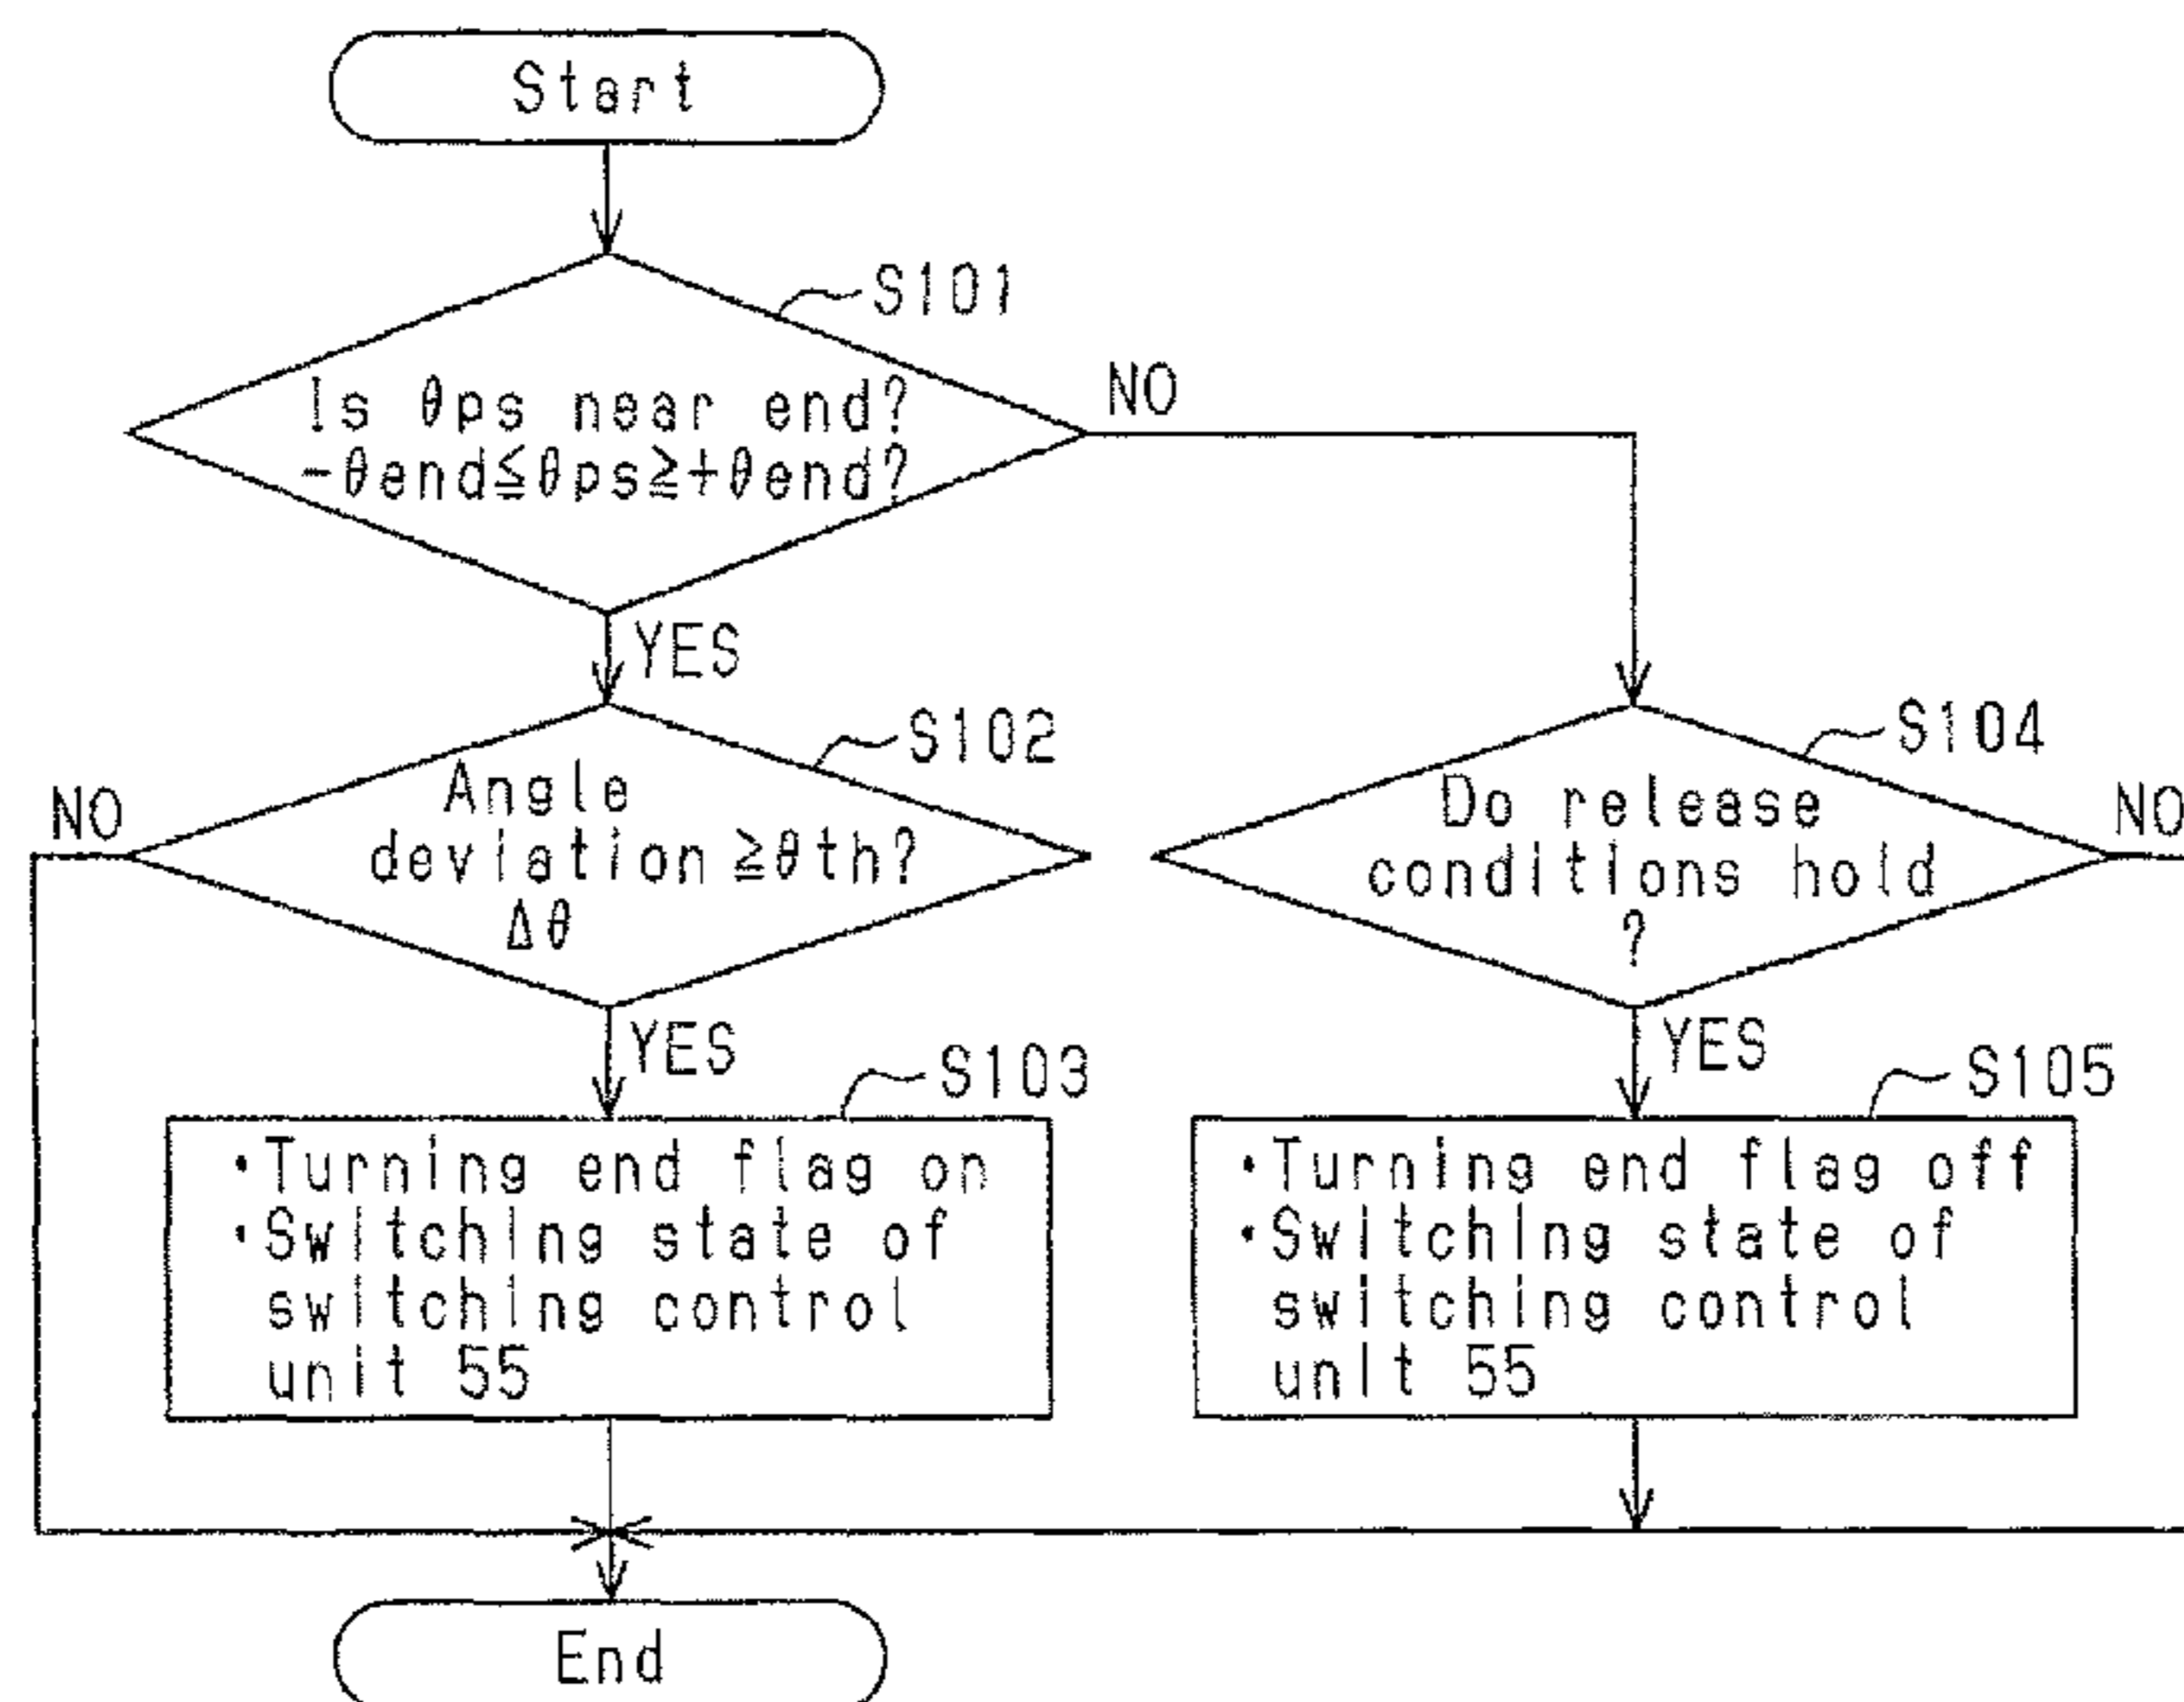 Start
S101
Is θps near end?
-θend≦θps≧+θend?
NO
YES
S102
Angle
deviation ≧θth?
Δθ
NO
YES
S103
•Turning end flag on
•Switching state of
switching control
unit 55
S104
Do release
conditions hold
?
NO
YES
S105
•Turning end flag off
•Switching state of
switching control
unit 55
End